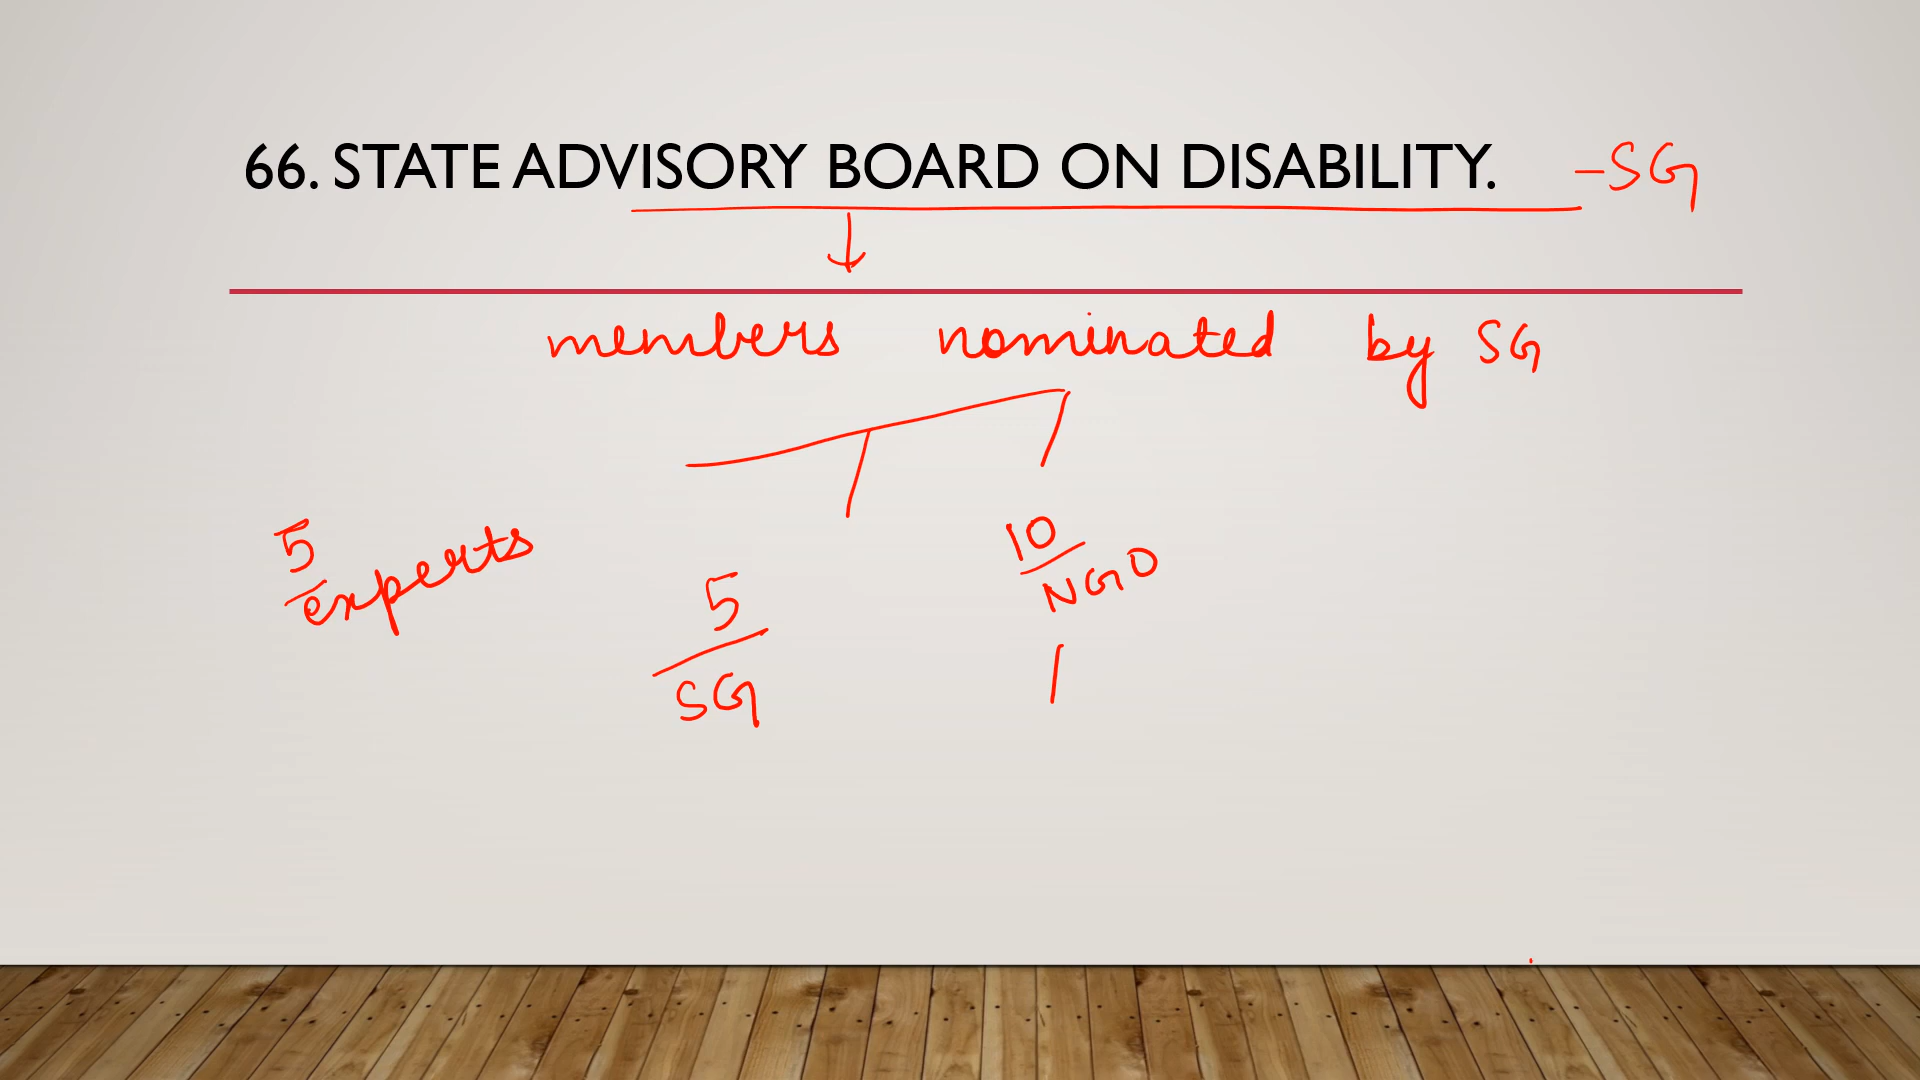 66. STATE ADVISORY BOARD ON DISABILITY. -SG
members nominated by SG
5 experts
5 SG
10 NGO